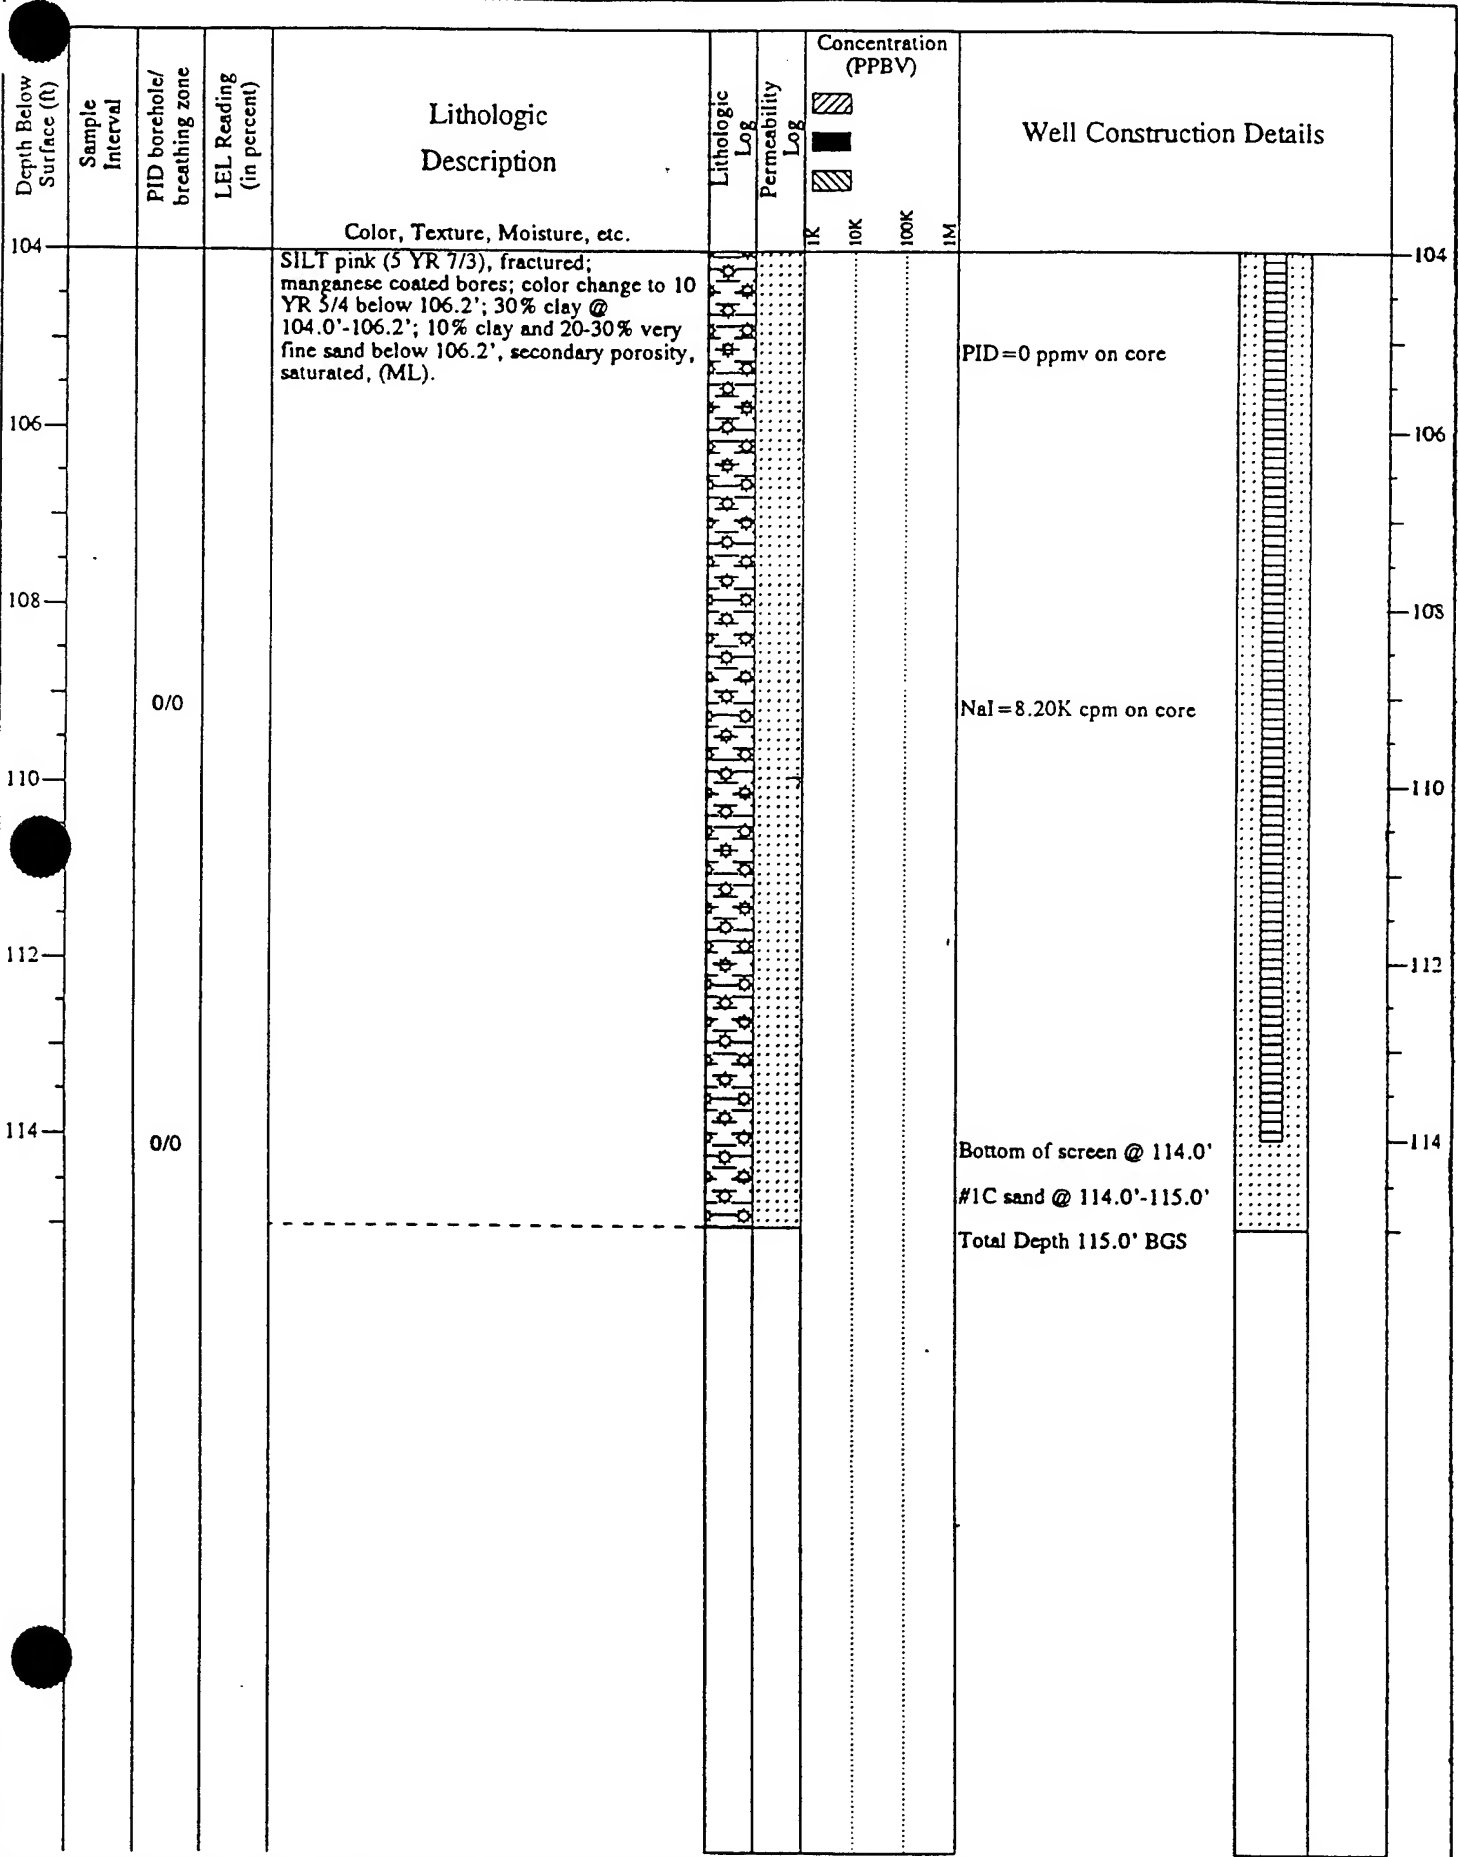 Depth Below
Surface (ft)
Sample
Interval
PID borehole/
breathing zone
LEL Reading
(in percent)
Lithologic
Description
Color, Texture, Moisture, etc.
Lithologic
Log
Permeability
Log
Concentration
(PPBV)
1K
10K
100K
1M
Well Construction Details
104
104
SILT pink (5 YR 7/3), fractured;
manganese coated bores; color change to 10
YR 5/4 below 106.2'; 30% clay @
104.0'-106.2'; 10% clay and 20-30% very
fine sand below 106.2', secondary porosity,
saturated, (ML).
PID=0 ppmv on core
106
106
108
108
0/0
NaI=8.20K cpm on core
110
110
112
112
114
0/0
114
Bottom of screen @ 114.0'
#1C sand @ 114.0'-115.0'
Total Depth 115.0' BGS